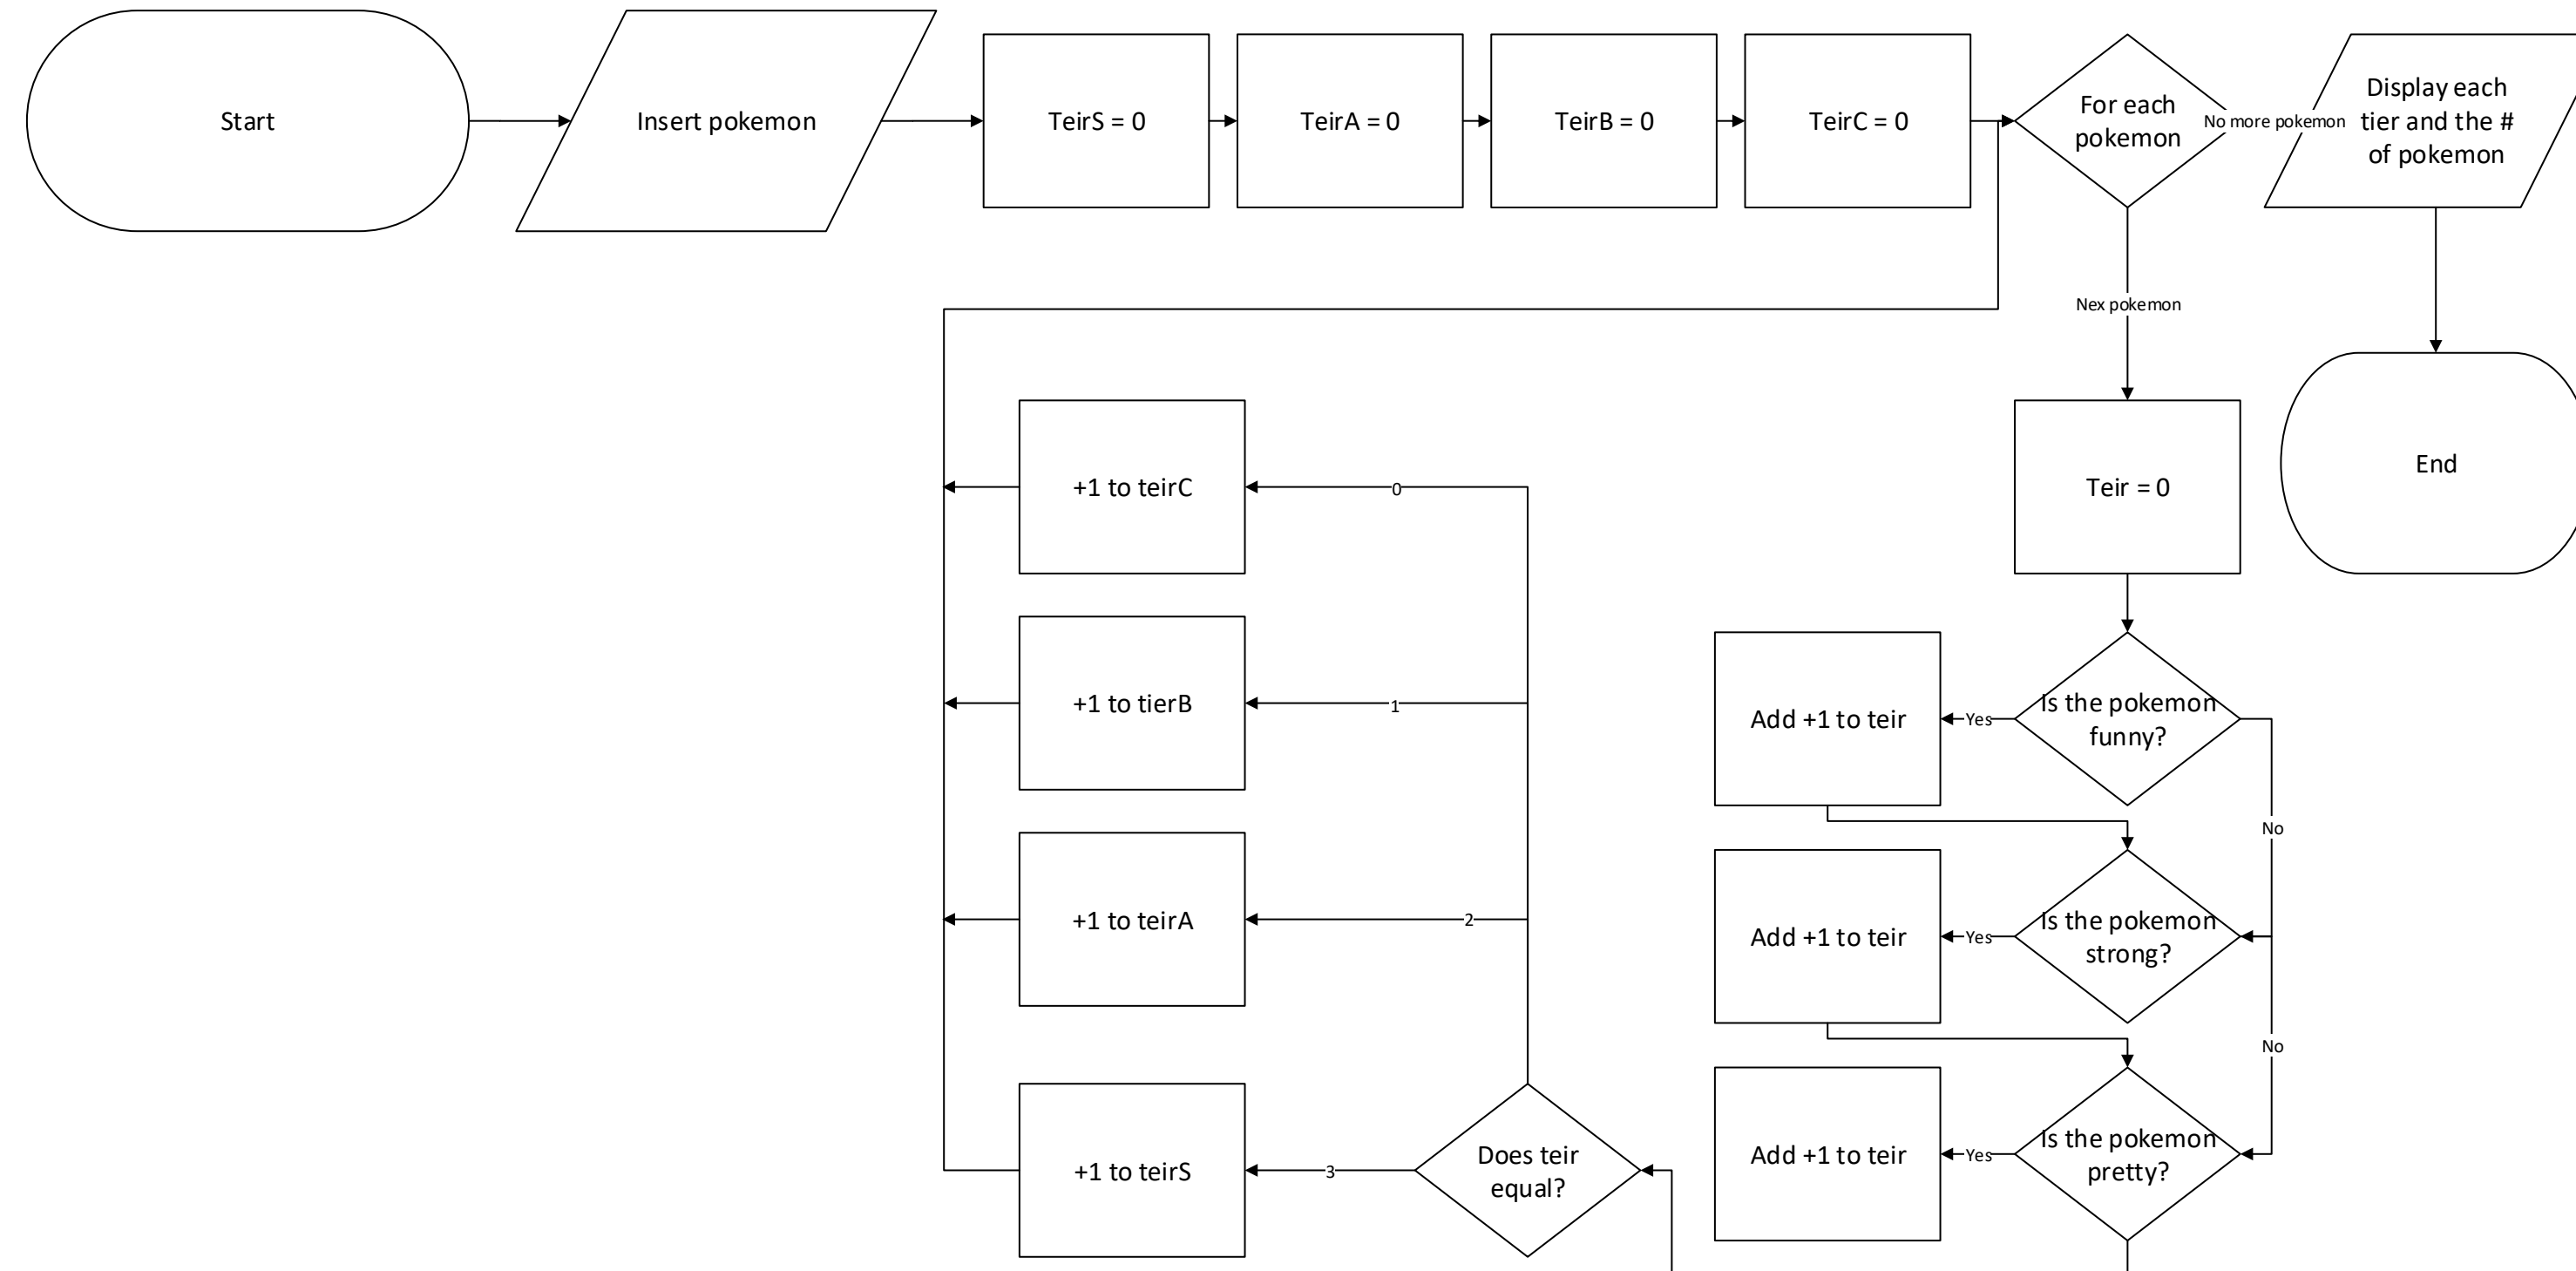 Start
Insert pokemon
TeirS = 0
TeirA = 0
TeirB = 0
TeirC = 0
For each
pokemon
No more pokemon
Display each
tier and the #
of pokemon
Nex pokemon
End
Teir = 0
+1 to teirC
0
+1 to tierB
1
Add +1 to teir
Yes
Is the pokemon
funny?
No
+1 to teirA
2
Add +1 to teir
Yes
Is the pokemon
strong?
No
+1 to teirS
3
Does teir
equal?
Add +1 to teir
Yes
Is the pokemon
pretty?